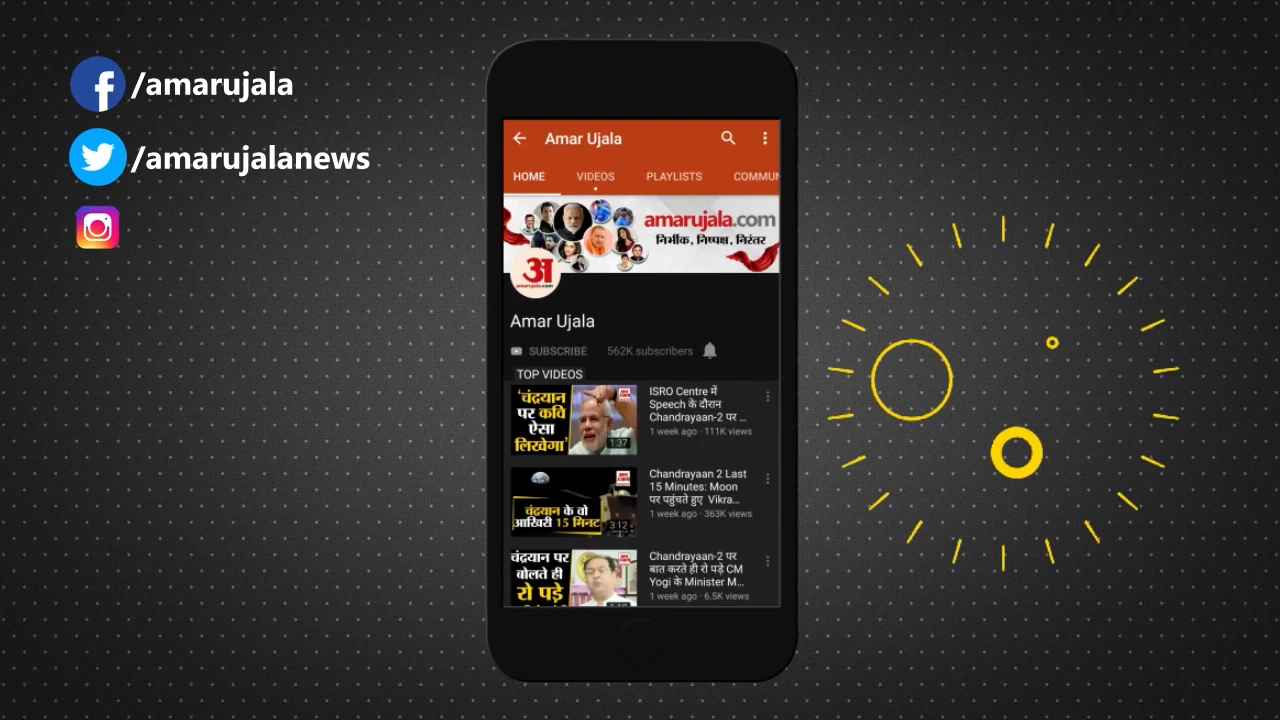 /amarujala
/amarujalanews
Amar Ujala
HOME VIDEOS PLAYLISTS COMMUN
amarujala.com
निर्भीक, निष्पक्ष, निरंतर
अ
amarujala.com
Amar Ujala
SUBSCRIBE 562K subscribers
TOP VIDEOS
'चंद्रयान
पर कवि
ऐसा
लिखेगा'
1:37
ISRO Centre में
Speech के दौरान
Chandrayaan-2 पर ...
1 week ago · 111K views
चंद्रयान के वो
आखिरी 15 मिनट
3:12
Chandrayaan 2 Last
15 Minutes: Moon
पर पहुंचते हुए Vikra...
1 week ago · 363K views
चंद्रयान पर
बोलते ही
रो पड़े
Chandrayaan-2 पर
बात करते ही रो पड़े CM
Yogi के Minister M...
1 week ago · 6.5K views